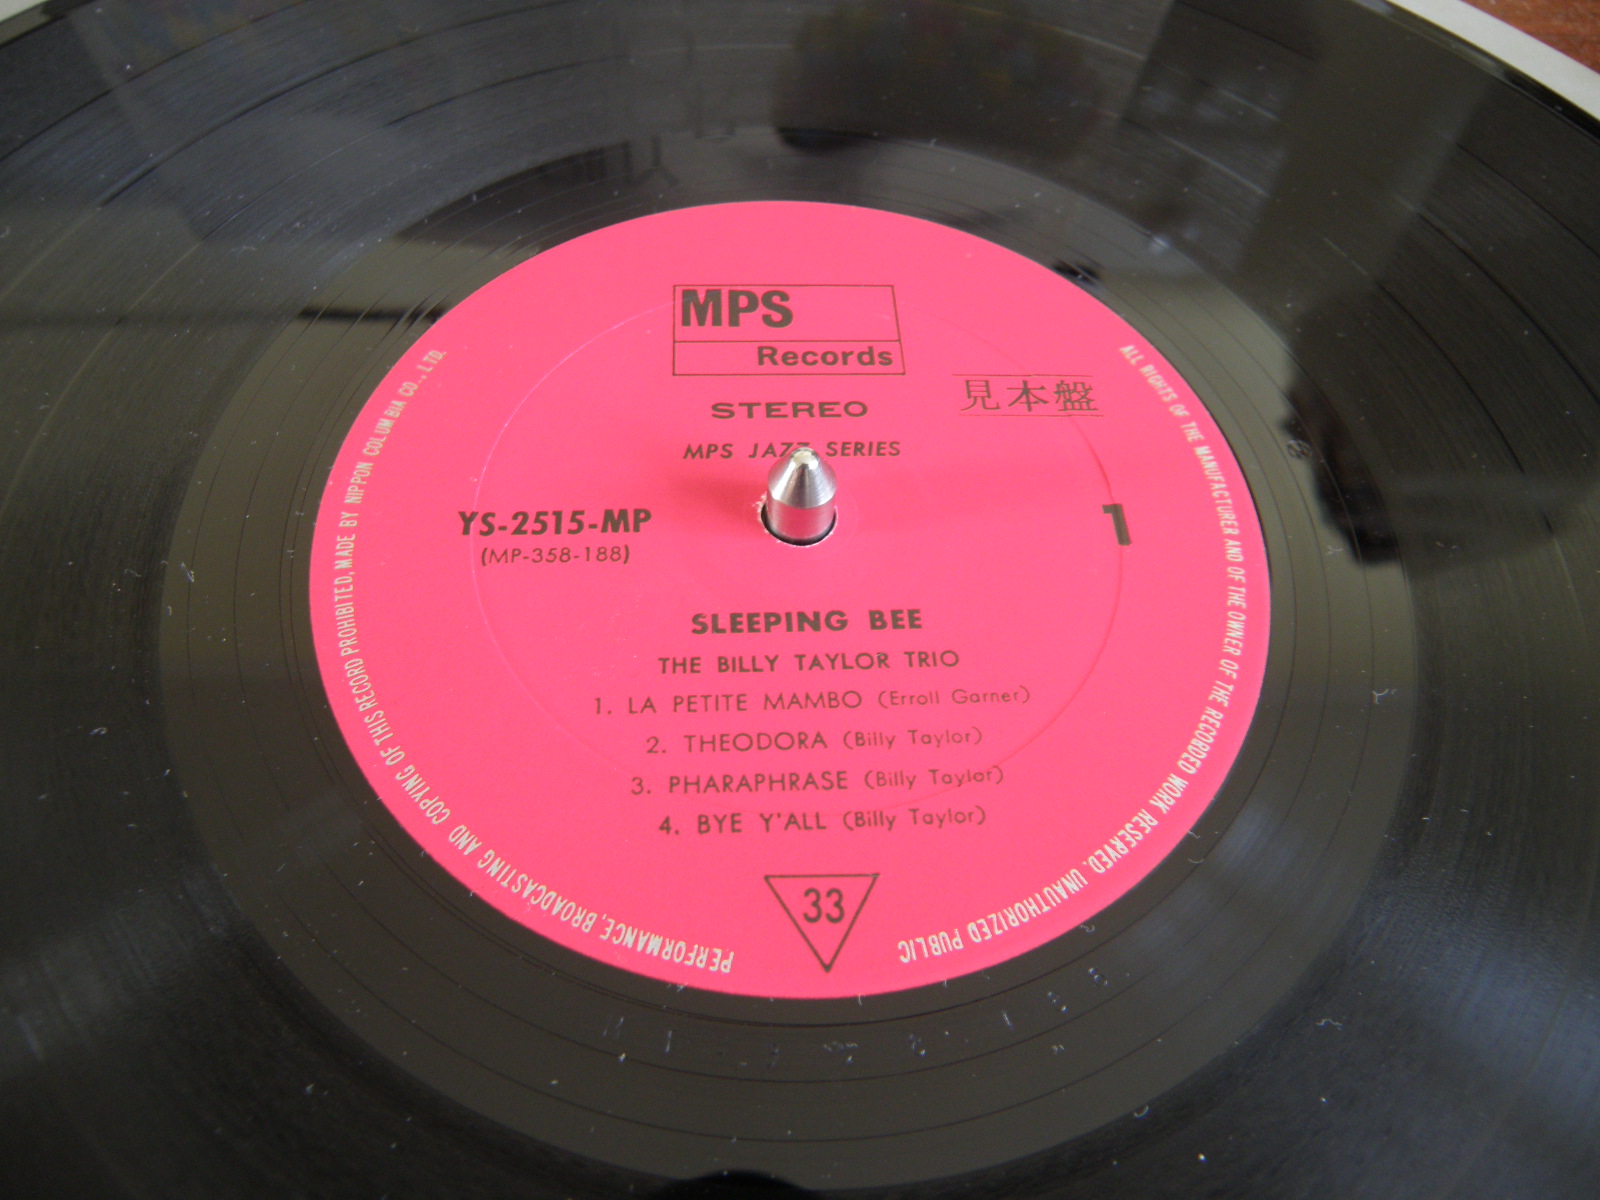 MPS
Records
STEREO
見本盤
MPS JAZZ SERIES
YS-2515-MP
(MP-358-188)
1
SLEEPING BEE
THE BILLY TAYLOR TRIO
1. LA PETITE MAMBO (Erroll Garner)
2. THEODORA (Billy Taylor)
3. PHARAPHRASE (Billy Taylor)
4. BYE Y'ALL (Billy Taylor)
33
ALL RIGHTS OF THE MANUFACTURER AND OF THE OWNER OF THE RECORDED WORK RESERVED. UNAUTHORIZED PUBLIC PERFORMANCE, BROADCASTING AND COPYING OF THIS RECORD PROHIBITED, MADE BY NIPPON COLUMBIA CO., LTD.